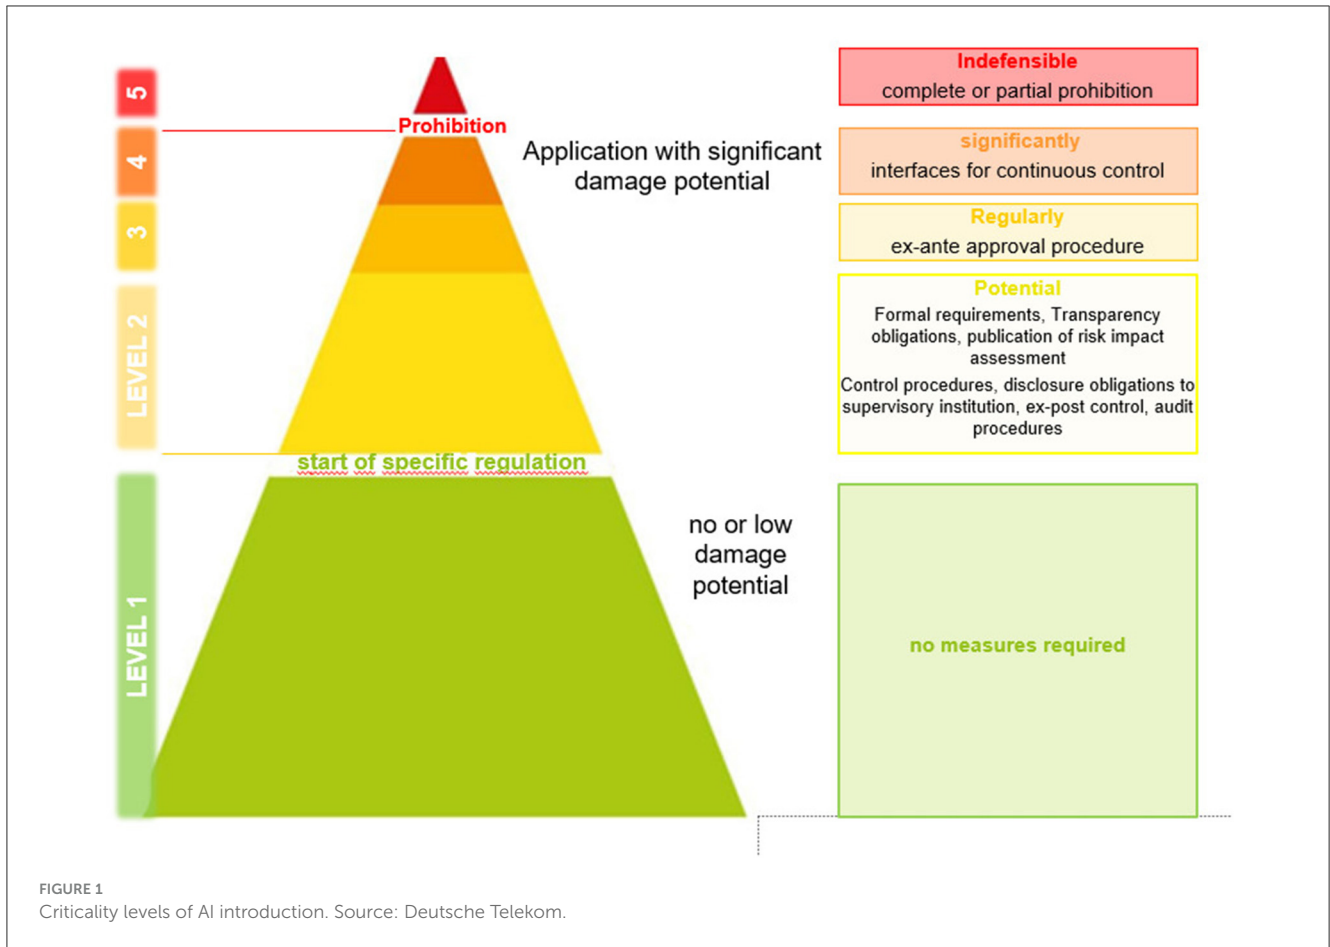 5
4
3
LEVEL 2
LEVEL 1
Prohibition
start of specific regulation
Application with significant
damage potential
no or low
damage
potential
Indefensible
complete or partial prohibition
significantly
interfaces for continuous control
Regularly
ex-ante approval procedure
Potential
Formal requirements, Transparency
obligations, publication of risk impact
assessment
Control procedures, disclosure obligations to
supervisory institution, ex-post control, audit
procedures
no measures required
FIGURE 1
Criticality levels of AI introduction. Source: Deutsche Telekom.